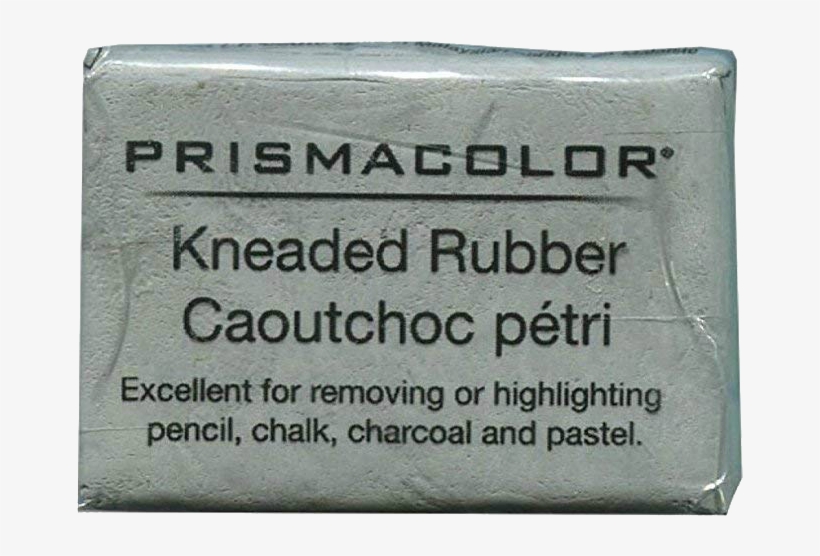 PRISMACOLOR®
Kneaded Rubber
Caoutchoc pétri
Excellent for removing or highlighting
pencil, chalk, charcoal and pastel.